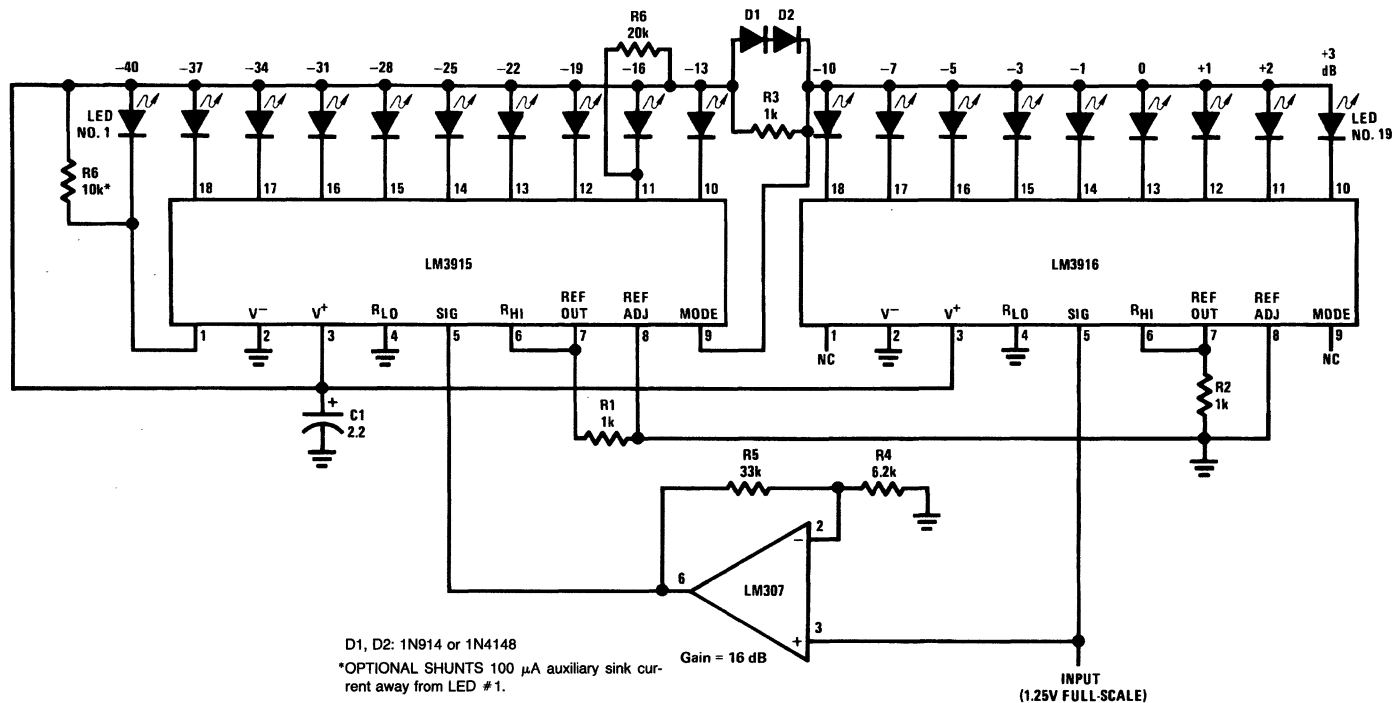 D1 D2
R6
20k
−40 −37 −34 −31 −28 −25 −22 −19 −16 −13 −10 −7 −5 −3 −1 0 +1 +2 +3
dB
LED
NO. 1
R3
1k
LED
NO. 19
R6
10k*
18 17 16 15 14 13 12 11 10
18 17 16 15 14 13 12 11 10
LM3915
LM3916
V− V+ RLO SIG RHI REF OUT REF ADJ MODE
1 2 3 4 5 6 7 8 9
V− V+ RLO SIG RHI REF OUT REF ADJ MODE
1 2 3 4 5 6 7 8 9
NC
NC
+
C1
2.2
R1
1k
R2
1k
R5
33k
R4
6.2k
2
−
6
LM307
+
3
Gain = 16 dB
INPUT
(1.25V FULL-SCALE)
D1, D2: 1N914 or 1N4148
*OPTIONAL SHUNTS 100 μA auxiliary sink cur-
rent away from LED #1.